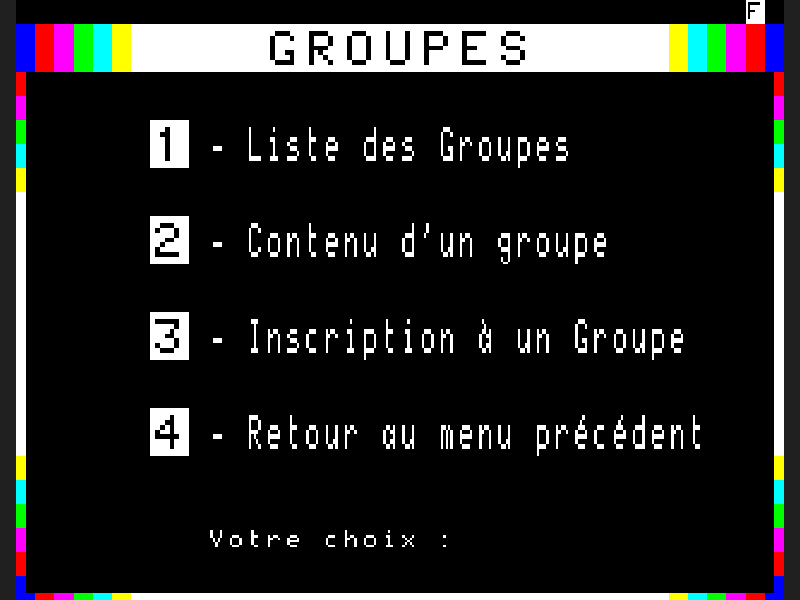 F
GROUPES
1 - Liste des Groupes
2 - Contenu d'un groupe
3 - Inscription à un Groupe
4 - Retour au menu précédent
Votre choix :